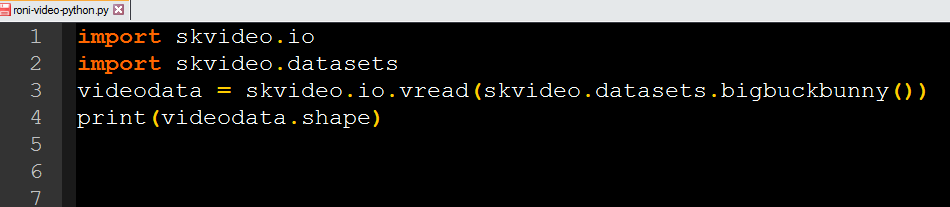 roni-video-python.py
1 import skvideo.io
2 import skvideo.datasets
3 videodata = skvideo.io.vread(skvideo.datasets.bigbuckbunny())
4 print(videodata.shape)
5
6
7